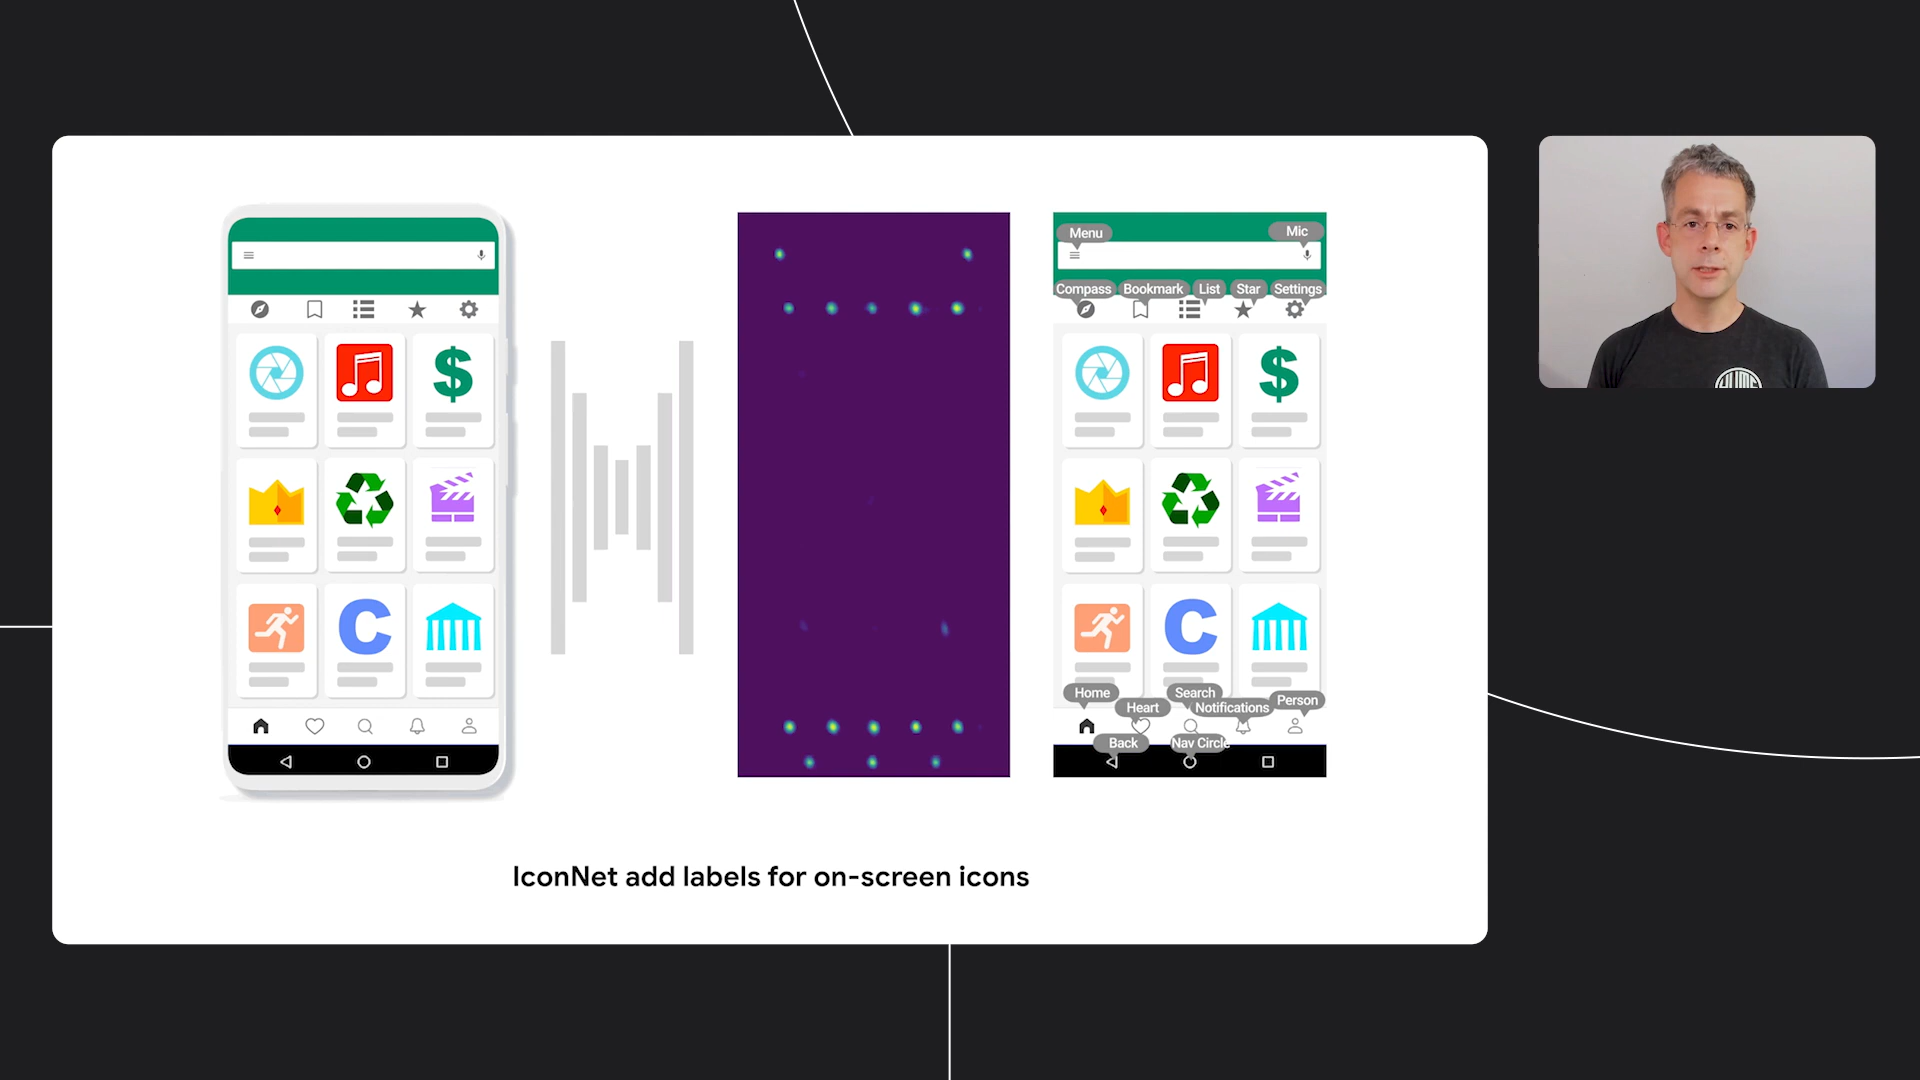 Menu
Mic
Compass Bookmark List Star Settings
$
C
Home Search Person
Heart Notifications
Back Nav Circle
IconNet add labels for on-screen icons